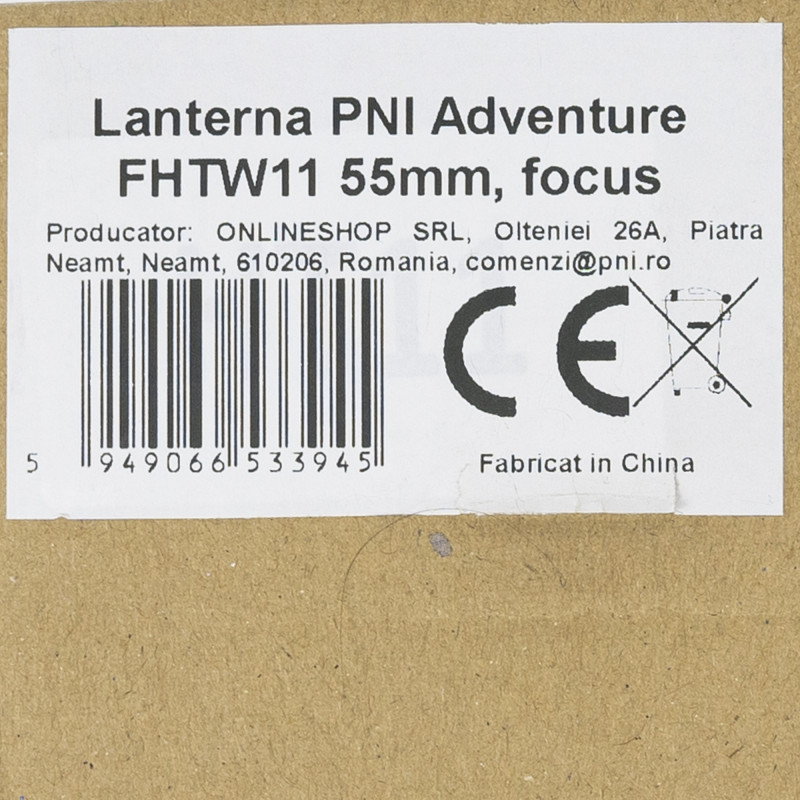 Lanterna PNI Adventure
FHTW11 55mm, focus
Producator: ONLINESHOP SRL, Olteniei 26A, Piatra
Neamt, Neamt, 610206, Romania, comenzi@pni.ro
CE
5 949066 533945
Fabricat in China